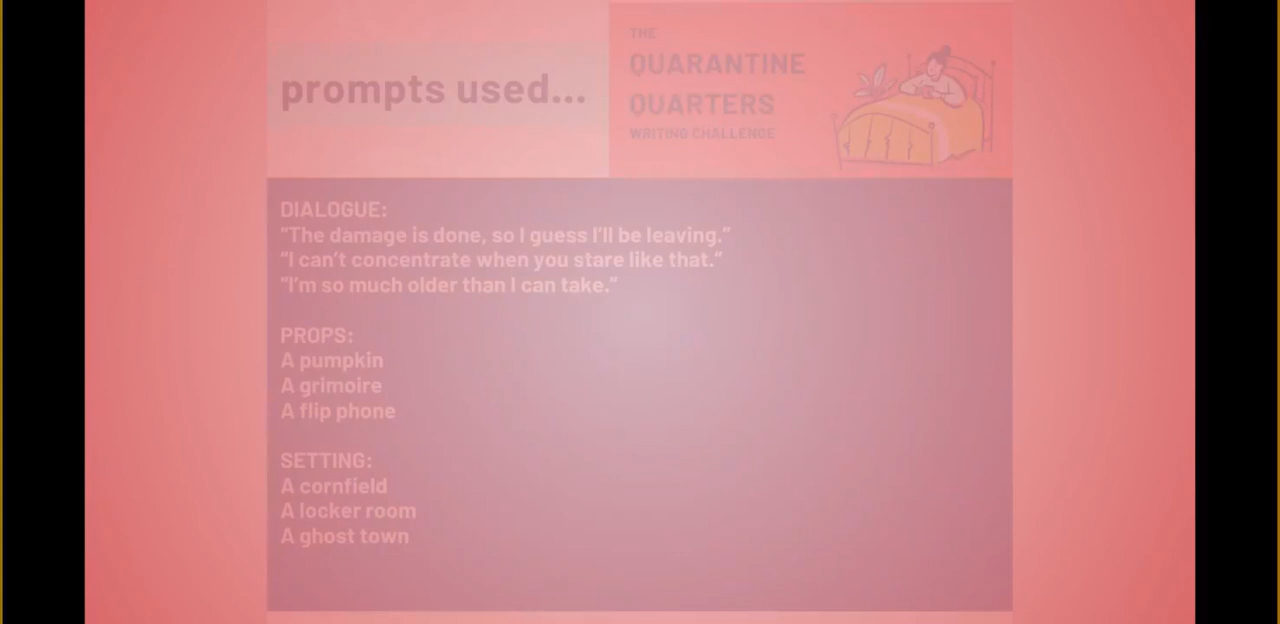 prompts used...
THE
QUARANTINE
QUARTERS
WRITING CHALLENGE
DIALOGUE:
“The damage is done, so I guess I’ll be leaving.”
“I can’t concentrate when you stare like that.”
“I’m so much older than I can take.”
PROPS:
A pumpkin
A grimoire
A flip phone
SETTING:
A cornfield
A locker room
A ghost town